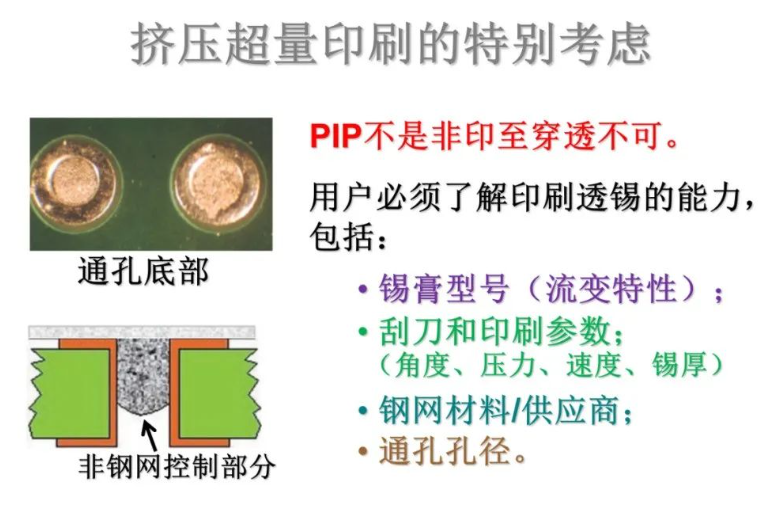 挤压超量印刷的特别考虑
PIP不是非印至穿透不可。
用户必须了解印刷透锡的能力，
包括：
通孔底部
• 锡膏型号（流变特性）；
• 刮刀和印刷参数；
（角度、压力、速度、锡厚）
• 钢网材料/供应商；
• 通孔孔径。
非钢网控制部分